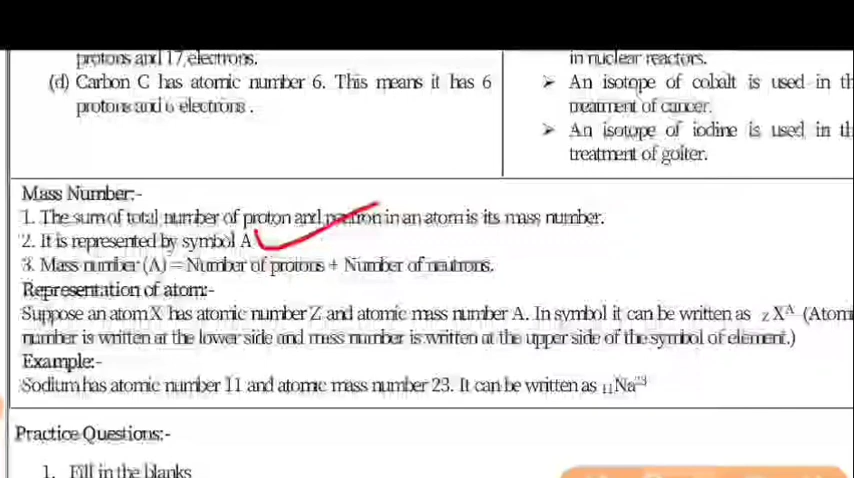 protons and 17 electrons.
(d) Carbon C has atomic number 6. This means it has 6
protons and 6 electrons .
in nuclear reactors.
➢ An isotope of cobalt is used in th
treatment of cancer.
➢ An isotope of iodine is used in th
treatment of goiter.
Mass Number:-
1. The sum of total number of proton and neutron in an atom is its mass number.
2. It is represented by symbol A
3. Mass number (A) = Number of protons + Number of neutrons.
Representation of atom:-
Suppose an atom X has atomic number Z and atomic mass number A. In symbol it can be written as ZXᴬ (Atom
number is written at the lower side and mass number is written at the upper side of the symbol of element.)
Example:-
Sodium has atomic number 11 and atomic mass number 23. It can be written as ₁₁Na²³
Practice Questions:-
1. Fill in the blanks